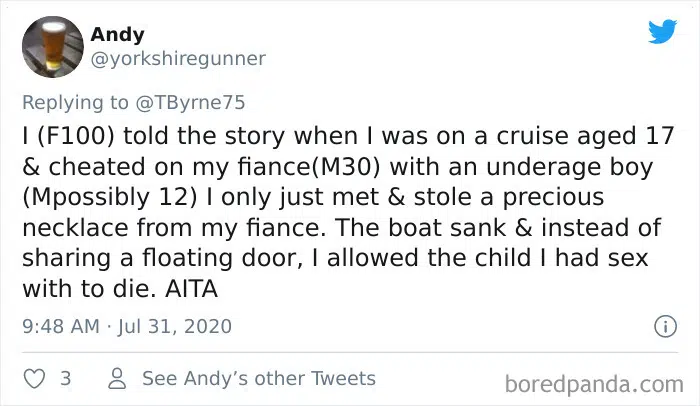 Andy
@yorkshiregunner
Replying to @TByrne75
I (F100) told the story when I was on a cruise aged 17
& cheated on my fiance(M30) with an underage boy
(Mpossibly 12) I only just met & stole a precious
necklace from my fiance. The boat sank & instead of
sharing a floating door, I allowed the child I had sex
with to die. AITA
9:48 AM · Jul 31, 2020
3 See Andy’s other Tweets
boredpanda.com